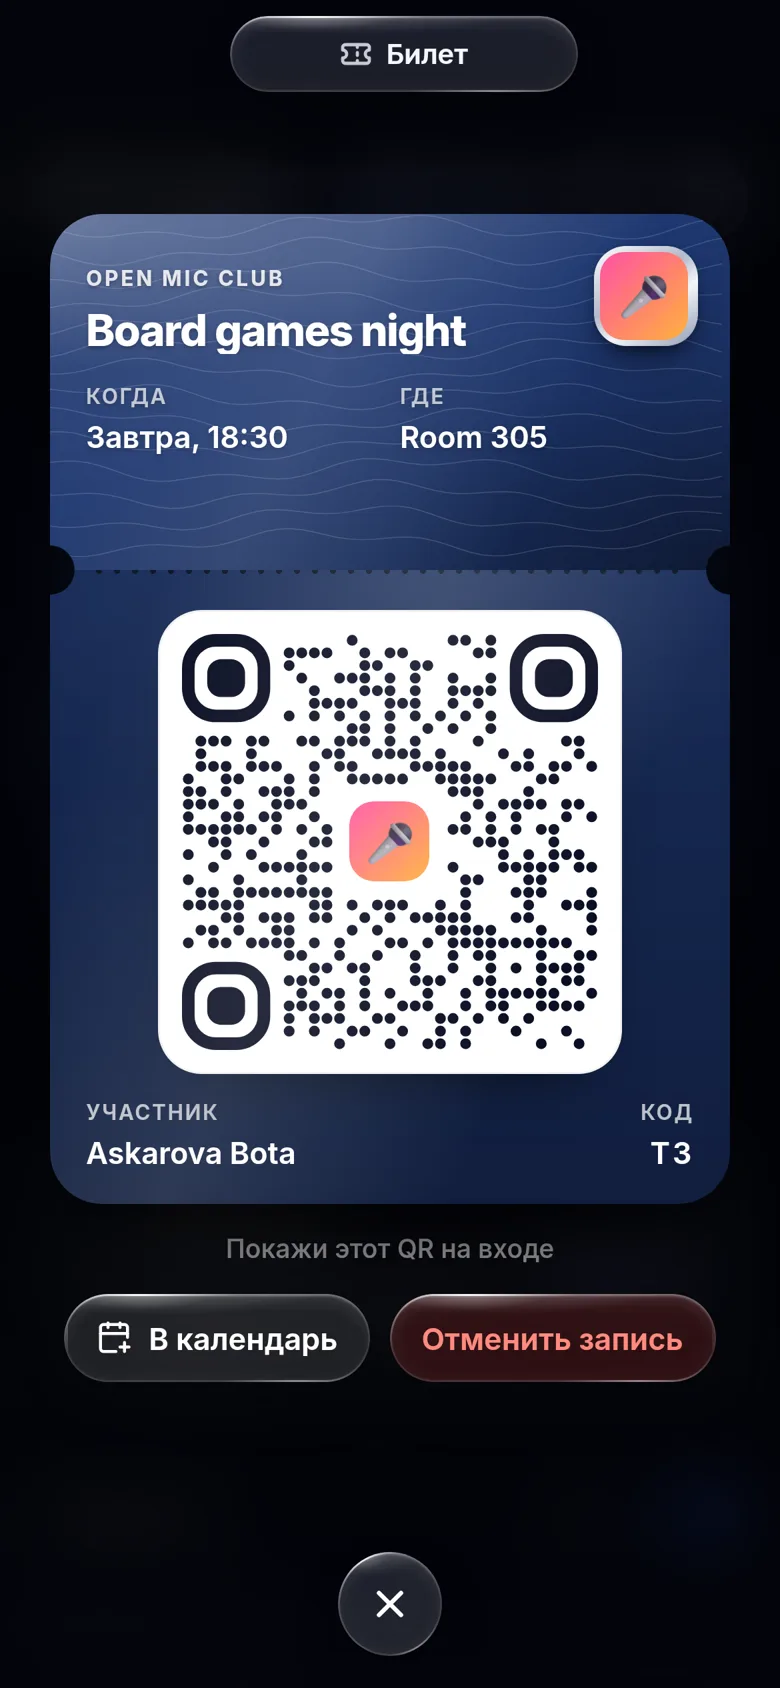 Билет
OPEN MIC CLUB
Board games night
КОГДА
ГДЕ
Завтра, 18:30
Room 305
УЧАСТНИК
КОД
Askarova Bota
T3
Покажи этот QR на входе
В календарь
Отменить запись